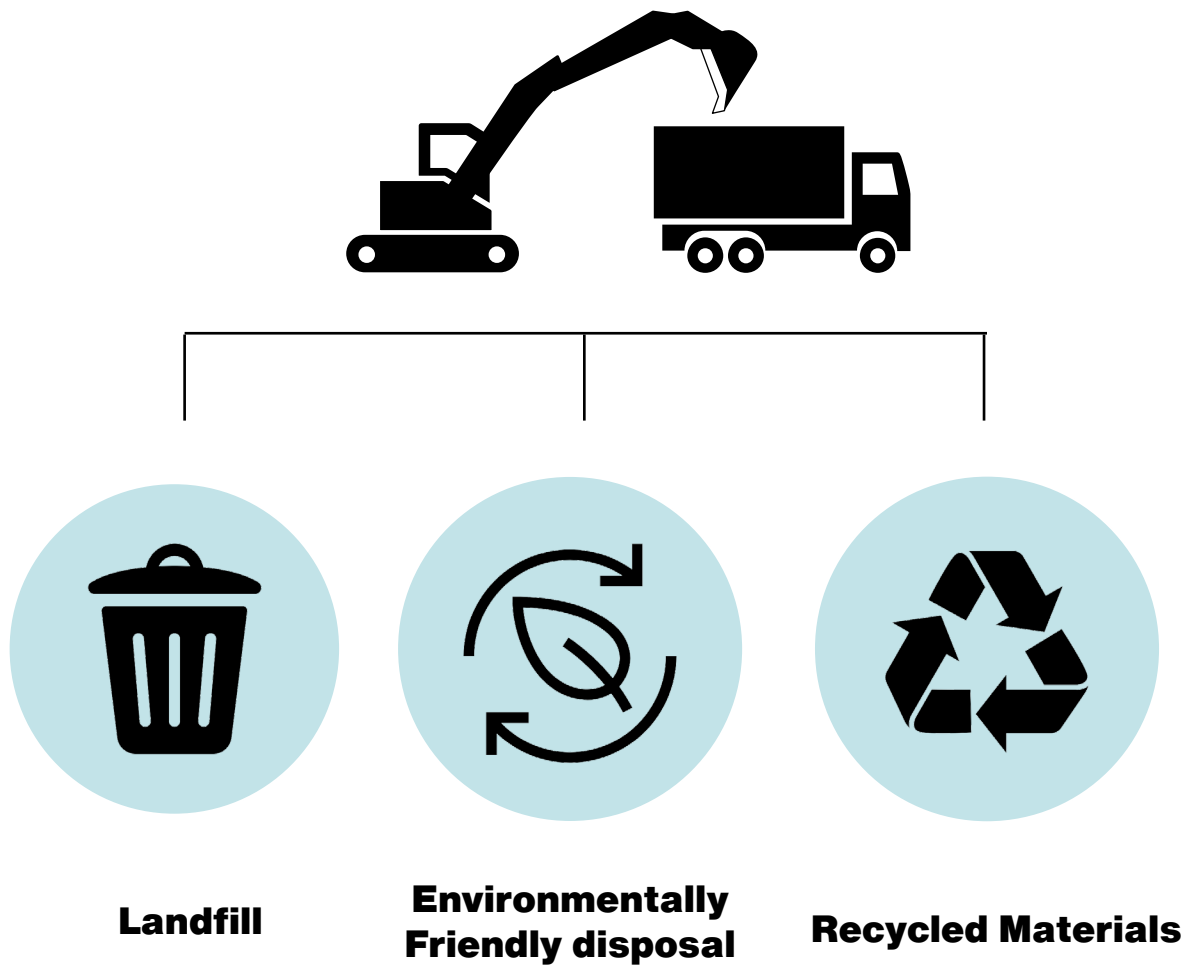 Landfill
Environmentally
Friendly disposal
Recycled Materials